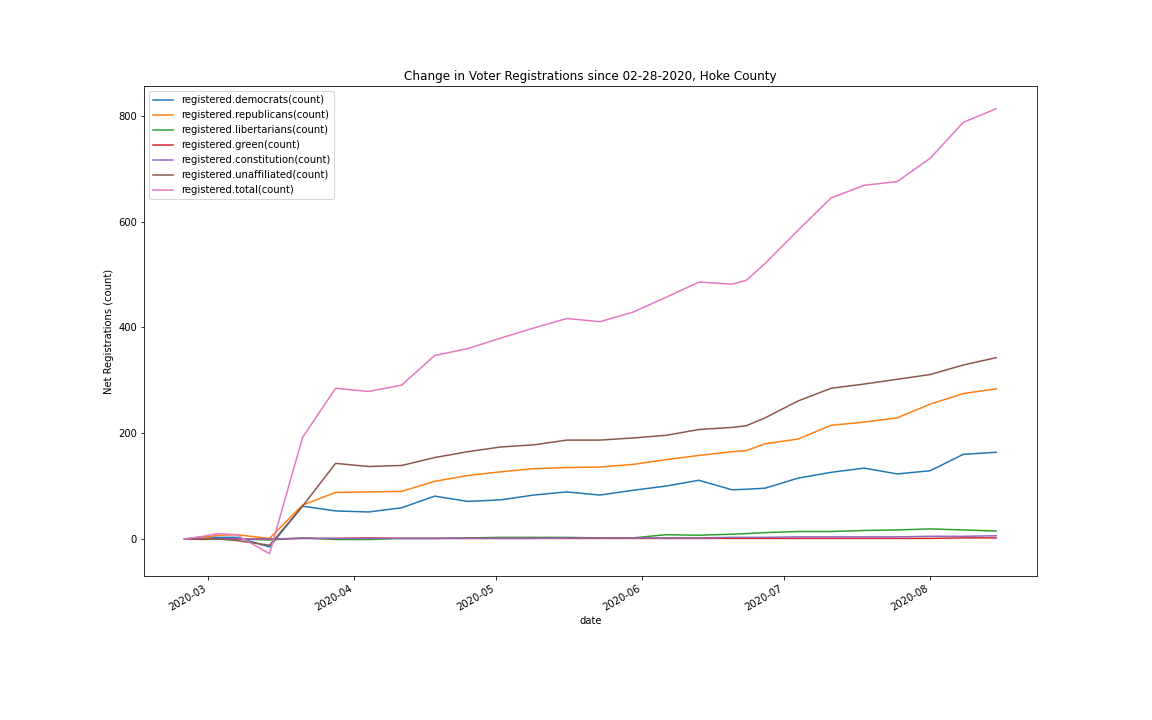 Change in Voter Registrations since 02-28-2020, Hoke County
registered.democrats(count)
registered.republicans(count)
registered.libertarians(count)
registered.green(count)
registered.constitution(count)
registered.unaffiliated(count)
registered.total(count)
800
600
400
200
0
Net Registrations (count)
2020-03
2020-04
2020-05
2020-06
2020-07
2020-08
date